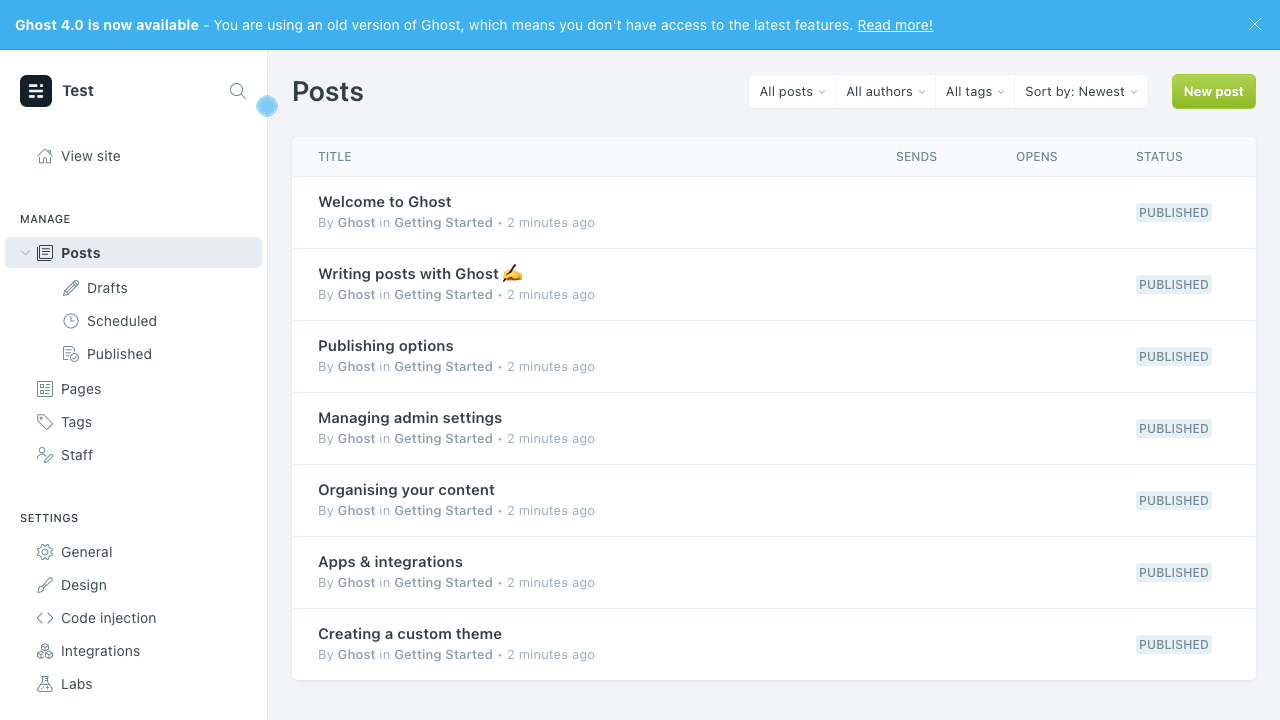 Ghost 4.0 is now available - You are using an old version of Ghost, which means you don't have access to the latest features. Read more!
Test
View site
MANAGE
Posts
Drafts
Scheduled
Published
Pages
Tags
Staff
SETTINGS
General
Design
Code injection
Integrations
Labs
Posts
All posts
All authors
All tags
Sort by: Newest
New post
TITLE SENDS OPENS STATUS
Welcome to Ghost
By Ghost in Getting Started • 2 minutes ago
PUBLISHED
Writing posts with Ghost ✍️
By Ghost in Getting Started • 2 minutes ago
PUBLISHED
Publishing options
By Ghost in Getting Started • 2 minutes ago
PUBLISHED
Managing admin settings
By Ghost in Getting Started • 2 minutes ago
PUBLISHED
Organising your content
By Ghost in Getting Started • 2 minutes ago
PUBLISHED
Apps & integrations
By Ghost in Getting Started • 2 minutes ago
PUBLISHED
Creating a custom theme
By Ghost in Getting Started • 2 minutes ago
PUBLISHED